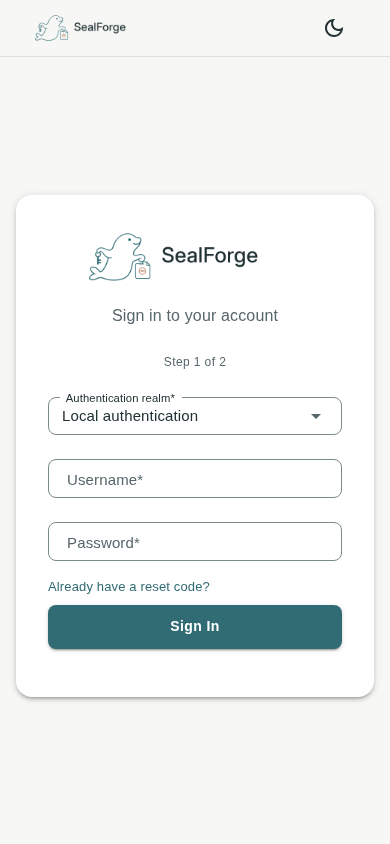 SealForge
SealForge
Sign in to your account
Step 1 of 2
Authentication realm*
Local authentication
Username*
Password*
Already have a reset code?
Sign In